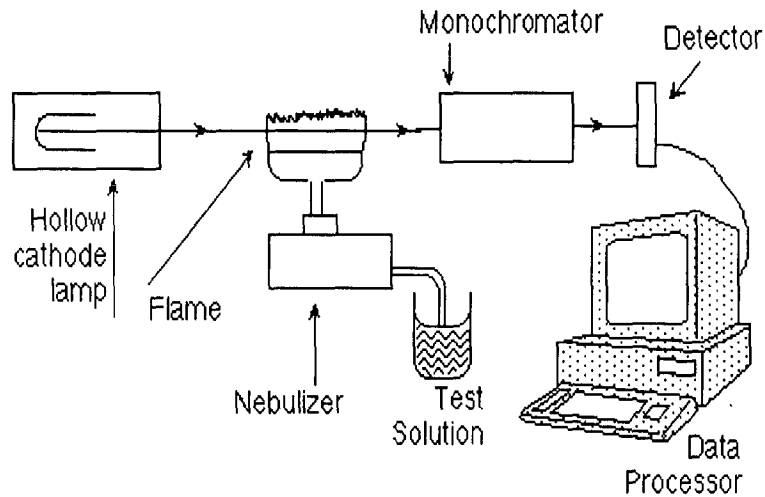 Monochromator
Detector
Hollow
cathode
lamp
Flame
Nebulizer
Test
Solution
Data
Processor